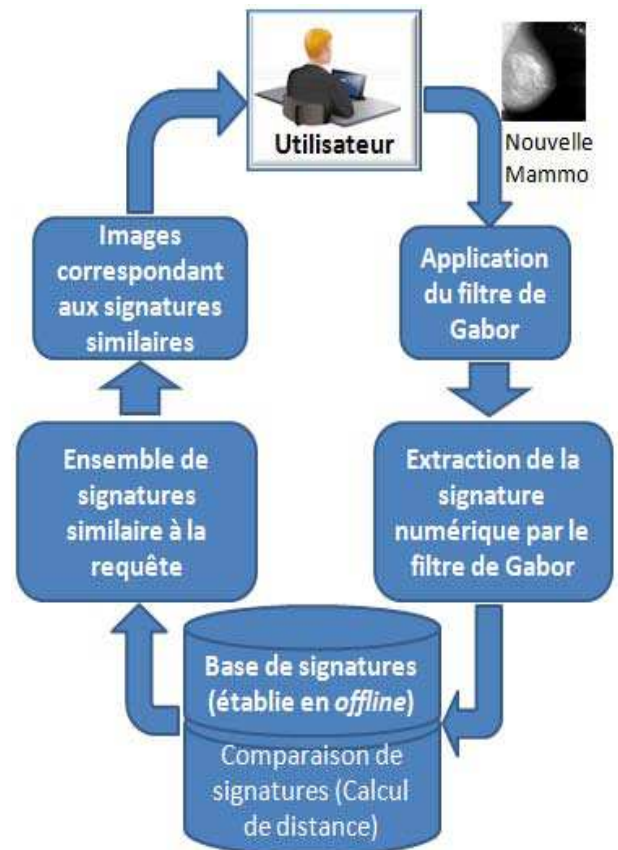 Utilisateur
Nouvelle
Mammo
Application
du filtre de
Gabor
Extraction de la
signature
numérique par le
filtre de Gabor
Base de signatures
(établie en offline)
Comparaison de
signatures (Calcul
de distance)
Ensemble de
signatures
similaire à la
requête
Images
correspondant
aux signatures
similaires